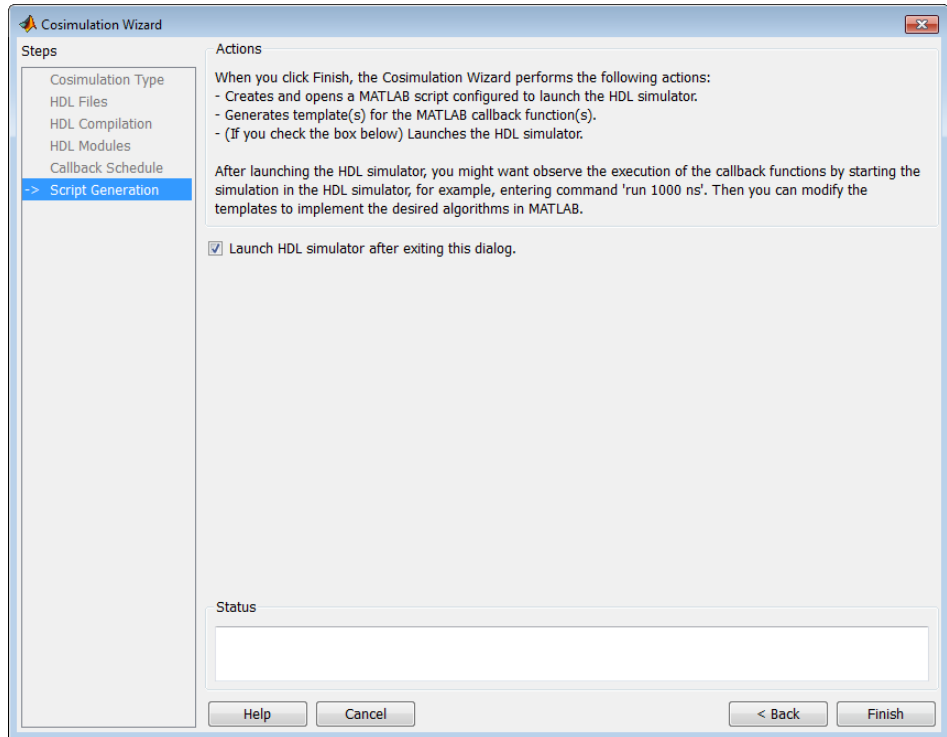 Cosimulation Wizard
Steps
Cosimulation Type
HDL Files
HDL Compilation
HDL Modules
Callback Schedule
-> Script Generation
Actions
When you click Finish, the Cosimulation Wizard performs the following actions:
- Creates and opens a MATLAB script configured to launch the HDL simulator.
- Generates template(s) for the MATLAB callback function(s).
- (If you check the box below) Launches the HDL simulator.
After launching the HDL simulator, you might want observe the execution of the callback functions by starting the
simulation in the HDL simulator, for example, entering command 'run 1000 ns'. Then you can modify the
templates to implement the desired algorithms in MATLAB.
Launch HDL simulator after exiting this dialog.
Status
Help
Cancel
< Back
Finish